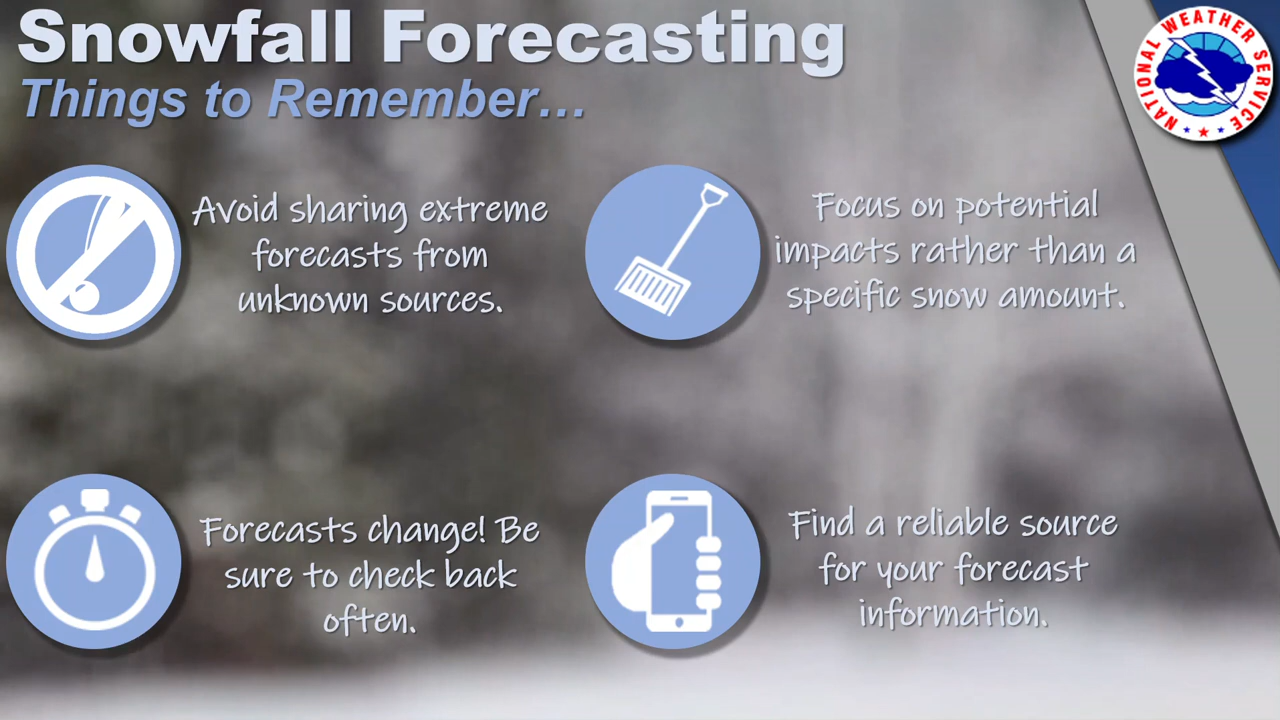 Snowfall Forecasting
Things to Remember...
NATIONAL WEATHER SERVICE
Avoid sharing extreme
forecasts from
unknown sources.
Focus on potential
impacts rather than a
specific snow amount.
Forecasts change! Be
sure to check back
often.
Find a reliable source
for your forecast
information.